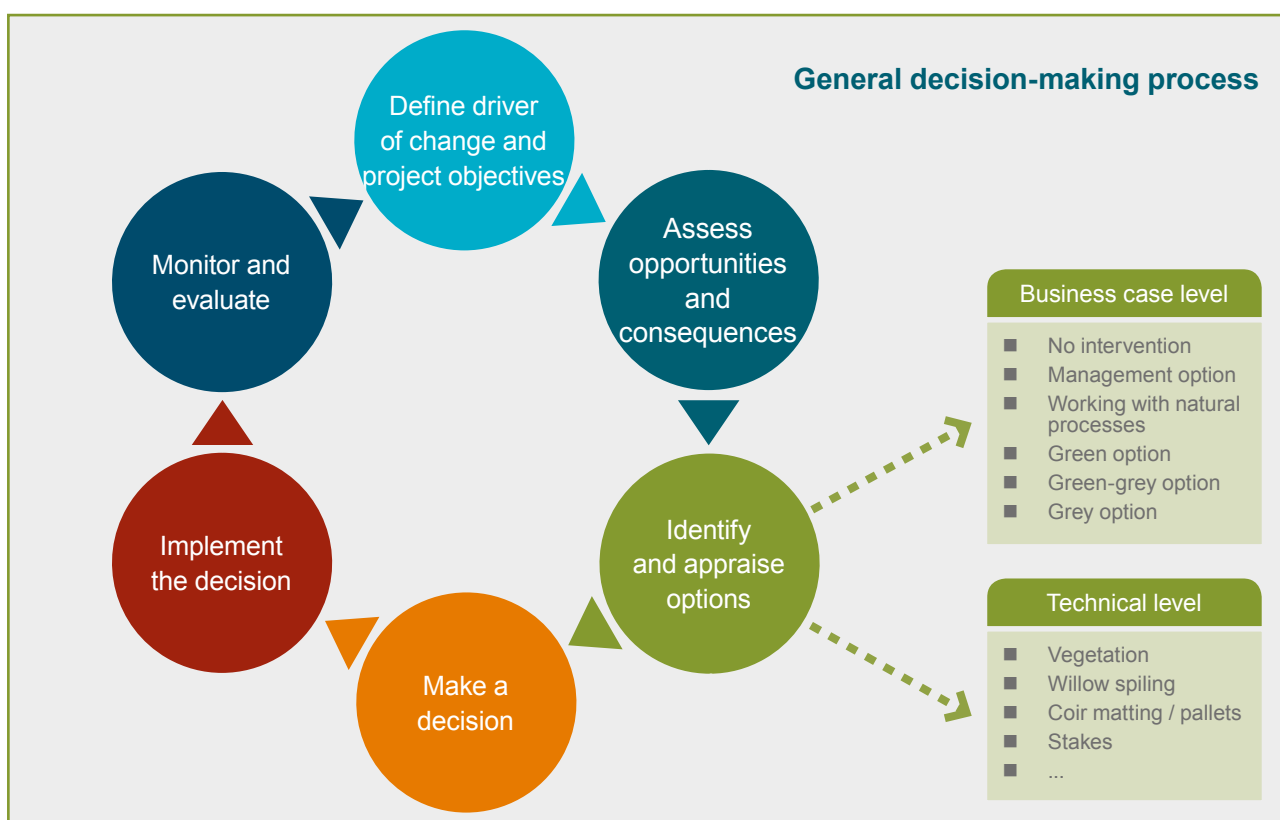 General decision-making process
Define driver
of change and
project objectives
Assess
opportunities
and
consequences
Identify
and appraise
options
Make a
decision
Implement
the decision
Monitor and
evaluate
Business case level
■ No intervention
■ Management option
■ Working with natural
processes
■ Green option
■ Green-grey option
■ Grey option
Technical level
■ Vegetation
■ Willow spiling
■ Coir matting / pallets
■ Stakes
■ ...